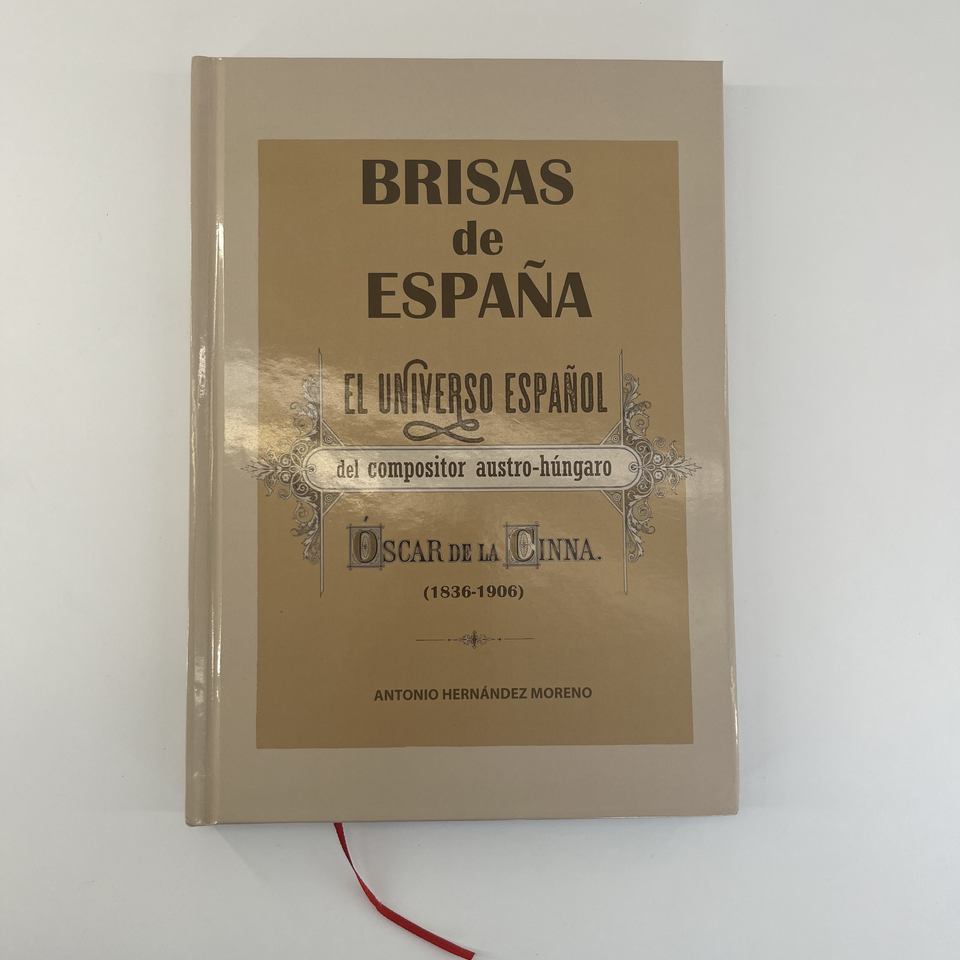 BRISAS
de
ESPAÑA
EL UNIVERSO ESPAÑOL
del compositor austro-húngaro
ÓSCAR DE LA CINNA.
(1836-1906)
ANTONIO HERNÁNDEZ MORENO